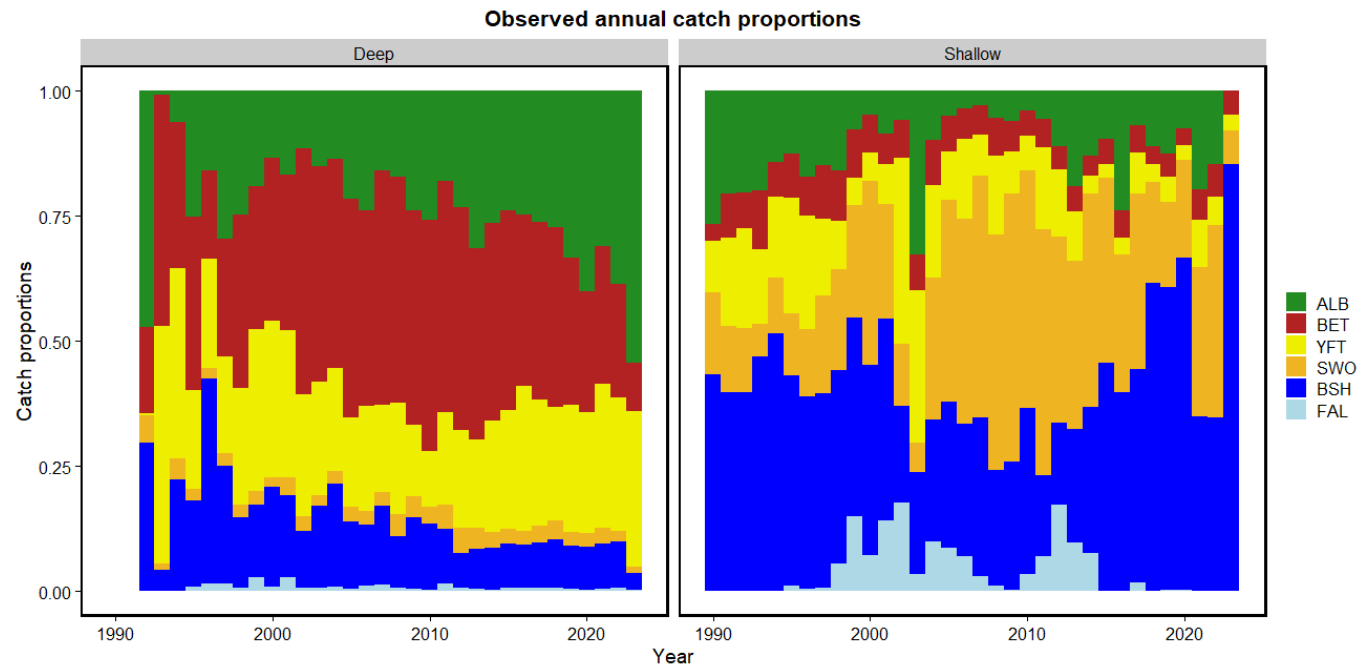 Observed annual catch proportions
Deep
Shallow
Catch proportions
1.00
0.75
0.50
0.25
0.00
1990
2000
2010
2020
1990
2000
2010
2020
Year
ALB
BET
YFT
SWO
BSH
FAL